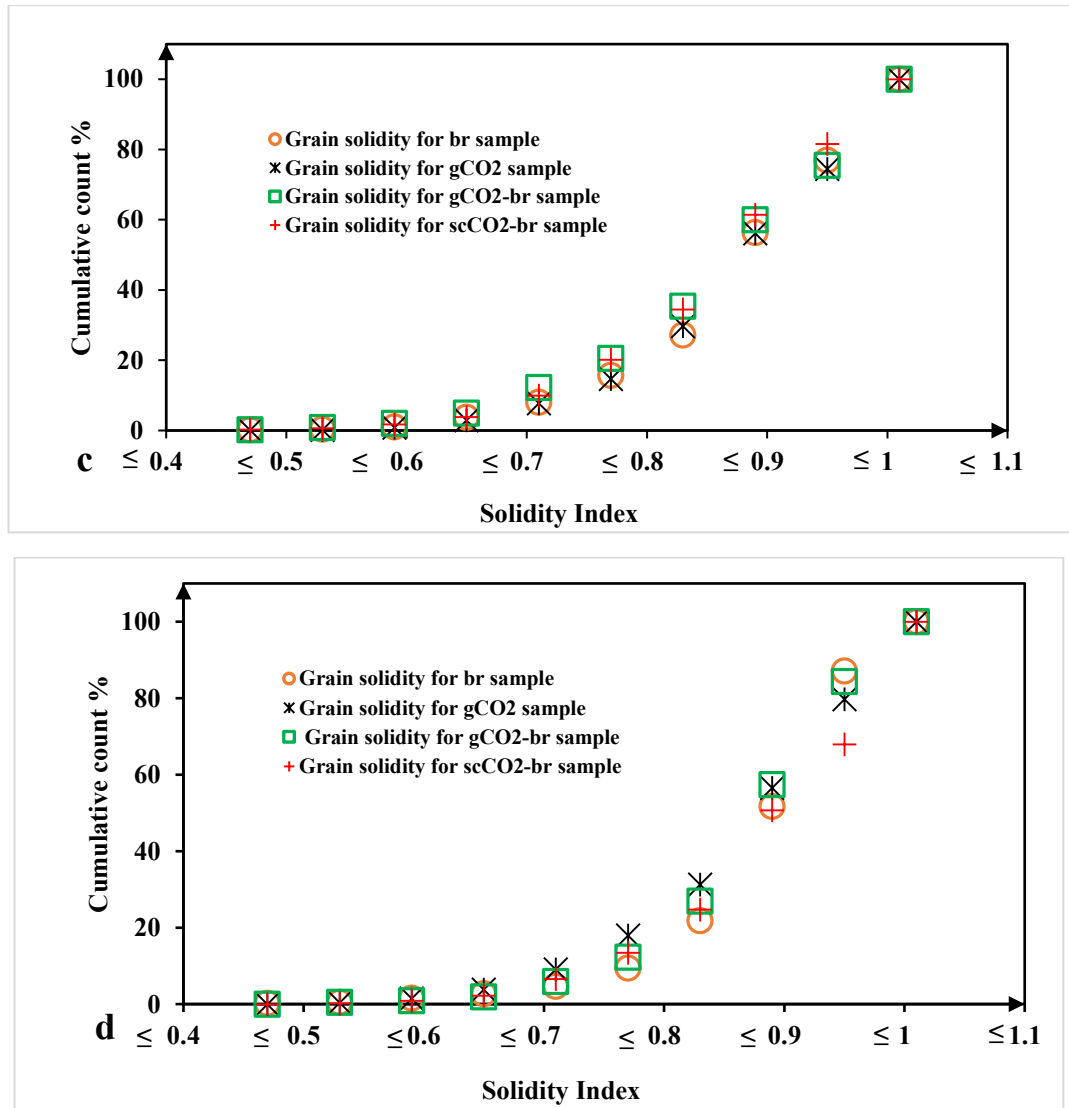 100
80
60
40
20
0
Cumulative count %
Grain solidity for br sample
Grain solidity for gCO2 sample
Grain solidity for gCO2-br sample
Grain solidity for scCO2-br sample
c
≤ 0.4 ≤ 0.5 ≤ 0.6 ≤ 0.7 ≤ 0.8 ≤ 0.9 ≤ 1 ≤ 1.1
Solidity Index
100
80
60
40
20
0
Cumulative count %
Grain solidity for br sample
Grain solidity for gCO2 sample
Grain solidity for gCO2-br sample
Grain solidity for scCO2-br sample
d
≤ 0.4 ≤ 0.5 ≤ 0.6 ≤ 0.7 ≤ 0.8 ≤ 0.9 ≤ 1 ≤ 1.1
Solidity Index